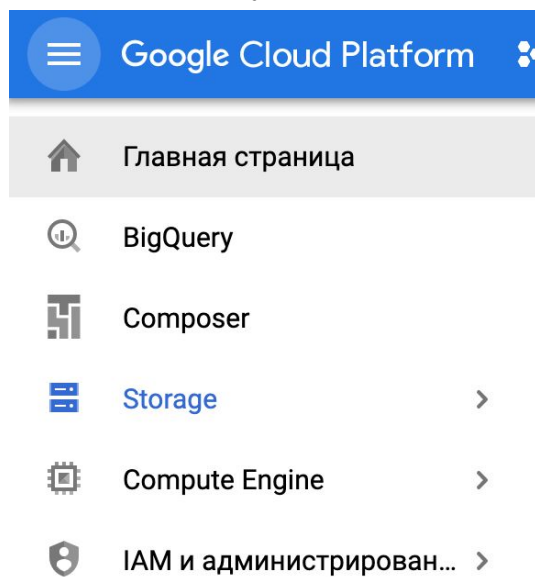 Google Cloud Platform
Главная страница
BigQuery
Composer
Storage
Compute Engine
IAM и администрирован...